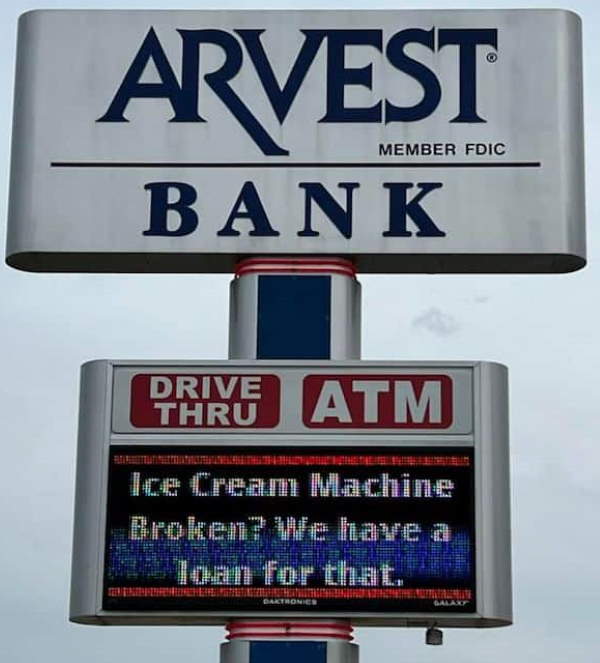 ARVEST®
MEMBER FDIC
BANK
DRIVE THRU
ATM
Ice Cream Machine
Broken? We have a
loan for that.
DAKTRONICS
GALAXY